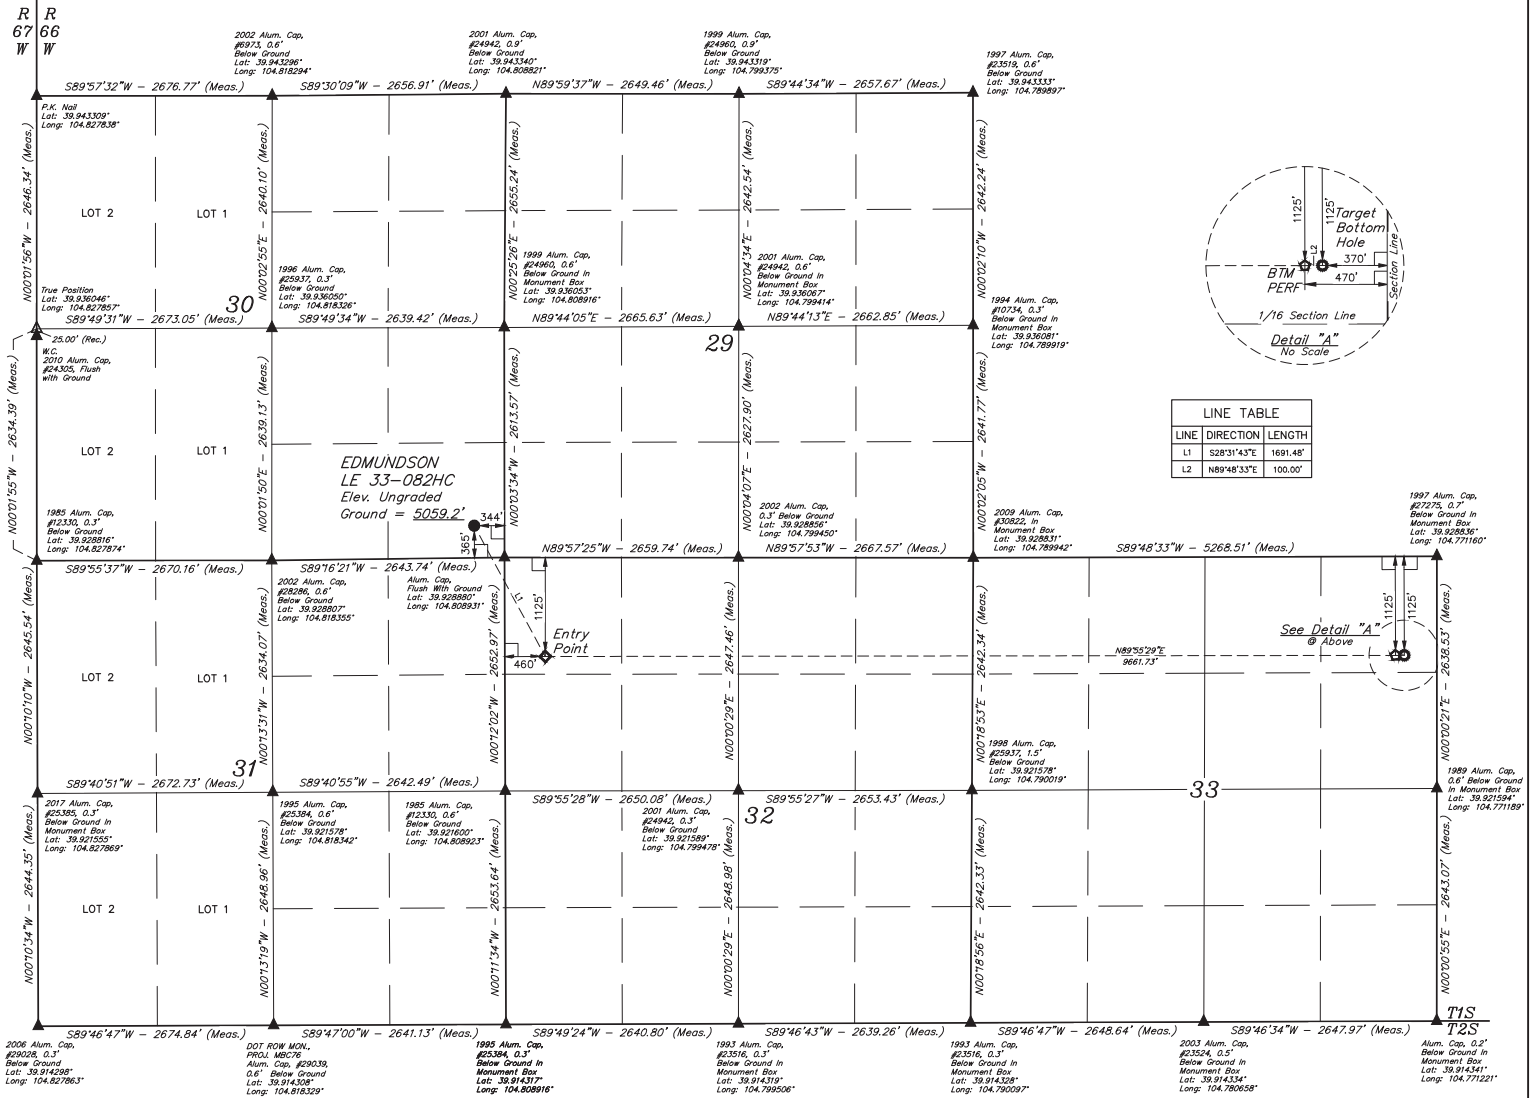 R R
67 66
W W
2002 Alum. Cap,
#6973, 0.6'
Below Ground
Lat: 39.943296°
Long: 104.818294°
2001 Alum. Cap,
#24942, 0.9'
Below Ground
Lat: 39.943340°
Long: 104.808821°
1999 Alum. Cap,
#24960, 0.9'
Below Ground
Lat: 39.943319°
Long: 104.799375°
1997 Alum. Cap,
#23519, 0.6'
Below Ground
Lat: 39.943333°
Long: 104.789897°
S89°57'32"W - 2676.77' (Meas.)
S89°30'09"W - 2656.91' (Meas.)
N89°59'37"W - 2649.46' (Meas.)
S89°44'34"W - 2657.67' (Meas.)
P.K. Nail
Lat: 39.943309°
Long: 104.827838°
N00°01'56"W - 2646.34' (Meas.)
N00°02'55"E - 2640.10' (Meas.)
N00°25'26"E - 2655.24' (Meas.)
N00°04'34"E - 2642.54' (Meas.)
N00°02'10"W - 2642.24' (Meas.)
LOT 2
LOT 1
1125'
1125'
Target
Bottom
Hole
L2
370'
470'
BTM
PERF
Section Line
1/16 Section Line
Detail "A"
No Scale
True Position
Lat: 39.936046°
Long: 104.827857°
30
1996 Alum. Cap,
#25937, 0.3'
Below Ground
Lat: 39.936050°
Long: 104.818326°
1999 Alum. Cap,
#24960, 0.6'
Below Ground In
Monument Box
Lat: 39.936053°
Long: 104.808916°
2001 Alum. Cap,
#24942, 0.6'
Below Ground In
Monument Box
Lat: 39.936067°
Long: 104.799414°
1994 Alum. Cap,
#10734, 0.3'
Below Ground In
Monument Box
Lat: 39.936081°
Long: 104.789919°
S89°49'31"W - 2673.05' (Meas.)
S89°49'34"W - 2639.42' (Meas.)
N89°44'05"E - 2665.63' (Meas.)
N89°44'13"E - 2662.85' (Meas.)
25.00' (Rec.)
W.C.
2010 Alum. Cap,
#24305, Flush
with Ground
29
N00°01'55"W - 2634.39' (Meas.)
N00°01'50"E - 2639.13' (Meas.)
N00°03'34"W - 2613.57' (Meas.)
N00°04'07"E - 2627.90' (Meas.)
N00°02'05"W - 2641.77' (Meas.)
LINE TABLE
LINE DIRECTION LENGTH
L1 S28°31'43"E 1691.48'
L2 N89°48'33"E 100.00'
LOT 2
LOT 1
EDMUNDSON
LE 33-082HC
Elev. Ungraded
Ground = 5059.2'
344'
365'
1985 Alum. Cap,
#12330, 0.3'
Below Ground
Lat: 39.928816°
Long: 104.827874°
2002 Alum. Cap,
0.3' Below Ground
Lat: 39.928856°
Long: 104.799450°
2009 Alum. Cap,
#30822, In
Monument Box
Lat: 39.928831°
Long: 104.789942°
1997 Alum. Cap,
#27275, 0.7'
Below Ground In
Monument Box
Lat: 39.928836°
Long: 104.771160°
S89°55'37"W - 2670.16' (Meas.)
S89°16'21"W - 2643.74' (Meas.)
N89°57'25"W - 2659.74' (Meas.)
N89°57'53"W - 2667.57' (Meas.)
S89°48'33"W - 5268.51' (Meas.)
2002 Alum. Cap,
#28286, 0.6'
Below Ground
Lat: 39.928807°
Long: 104.818355°
Alum. Cap,
Flush With Ground
Lat: 39.928880°
Long: 104.808931°
L1
1125'
460'
Entry
Point
N89°55'29"E
9661.73'
See Detail "A"
@ Above
1125'
1125'
N00°10'10"W - 2645.54' (Meas.)
N00°13'31"W - 2634.07' (Meas.)
N00°12'02"W - 2652.97' (Meas.)
N00°00'29"E - 2647.46' (Meas.)
N00°18'53"E - 2642.34' (Meas.)
N00°00'21"E - 2638.53' (Meas.)
LOT 2
LOT 1
31
S89°40'51"W - 2672.73' (Meas.)
S89°40'55"W - 2642.49' (Meas.)
S89°55'28"W - 2650.08' (Meas.)
S89°55'27"W - 2653.43' (Meas.)
1998 Alum. Cap,
#25937, 1.5'
Below Ground
Lat: 39.921578°
Long: 104.790019°
1989 Alum. Cap,
0.6' Below Ground
In Monument Box
Lat: 39.921594°
Long: 104.771189°
33
2017 Alum. Cap,
#25385, 0.3'
Below Ground In
Monument Box
Lat: 39.921555°
Long: 104.827869°
1995 Alum. Cap,
#25384, 0.6'
Below Ground
Lat: 39.921578°
Long: 104.818342°
1985 Alum. Cap,
#12330, 0.6'
Below Ground
Lat: 39.921600°
Long: 104.808923°
2001 Alum. Cap,
#24942, 0.3'
Below Ground
Lat: 39.921589°
Long: 104.799478°
32
N00°10'34"W - 2644.35' (Meas.)
N00°13'19"W - 2648.96' (Meas.)
N00°11'34"W - 2653.64' (Meas.)
N00°00'29"E - 2648.98' (Meas.)
N00°18'56"E - 2642.33' (Meas.)
N00°00'55"E - 2643.07' (Meas.)
LOT 2
LOT 1
S89°46'47"W - 2674.84' (Meas.)
S89°47'00"W - 2641.13' (Meas.)
S89°49'24"W - 2640.80' (Meas.)
S89°46'43"W - 2639.26' (Meas.)
S89°46'47"W - 2648.64' (Meas.)
S89°46'34"W - 2647.97' (Meas.)
T1S
T2S
2006 Alum. Cap,
#29028, 0.3'
Below Ground
Lat: 39.914298°
Long: 104.827863°
DOT ROW MON.,
PROJ. MBC76
Alum. Cap, #29039,
0.6' Below Ground
Lat: 39.914308°
Long: 104.818329°
1995 Alum. Cap,
#25384, 0.3'
Below Ground In
Monument Box
Lat: 39.914317°
Long: 104.808916°
1993 Alum. Cap,
#23516, 0.3'
Below Ground In
Monument Box
Lat: 39.914319°
Long: 104.799506°
1993 Alum. Cap,
#23516, 0.3'
Below Ground In
Monument Box
Lat: 39.914328°
Long: 104.790097°
2003 Alum. Cap,
#23524, 0.5'
Below Ground In
Monument Box
Lat: 39.914334°
Long: 104.780658°
Alum. Cap, 0.2'
Below Ground In
Monument Box
Lat: 39.914341°
Long: 104.771221°